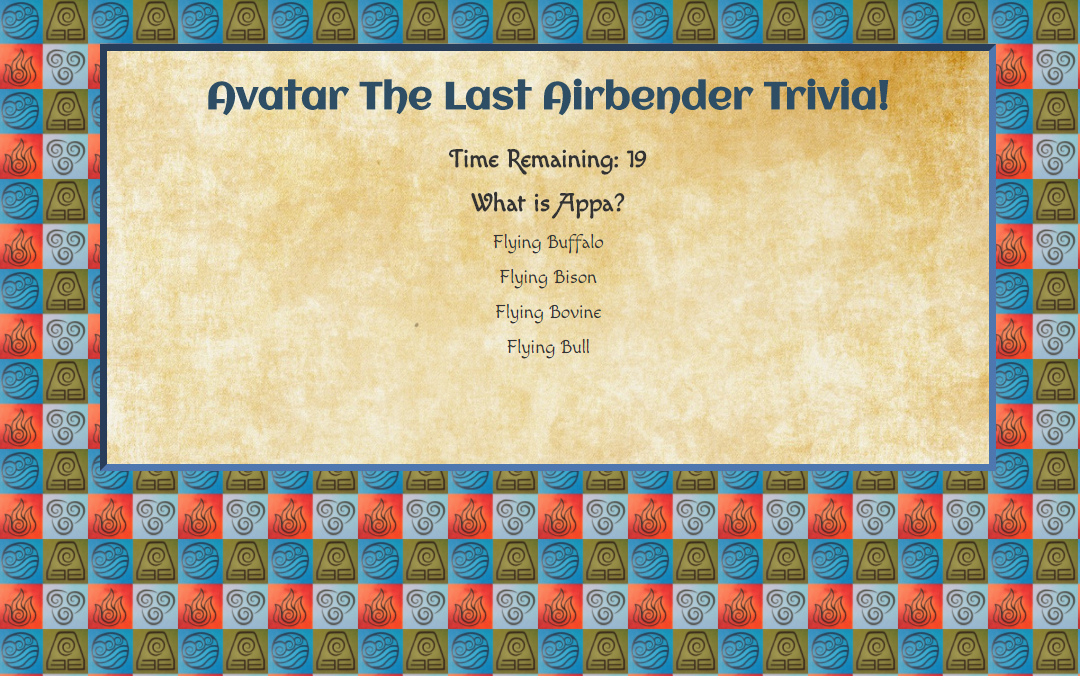 Avatar The Last Airbender Trivia!
Time Remaining: 19
What is Appa?
Flying Buffalo
Flying Bison
Flying Bovine
Flying Bull